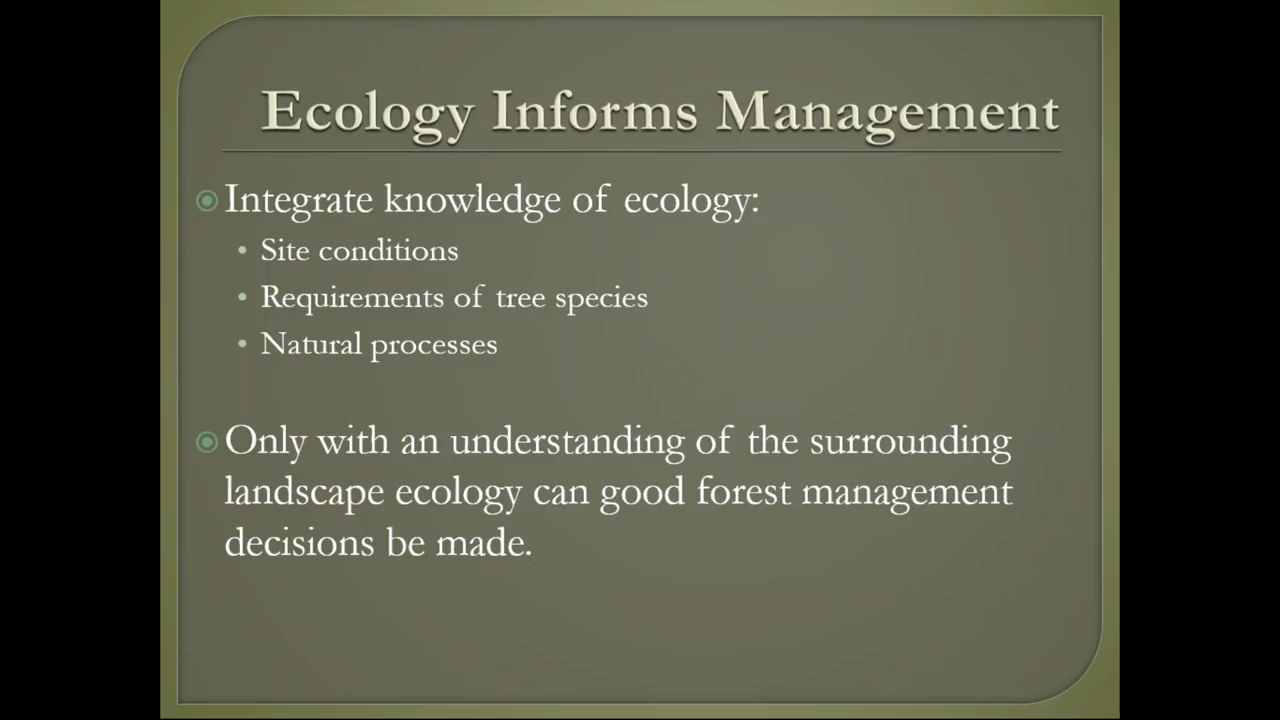 Ecology Informs Management
Integrate knowledge of ecology:
• Site conditions
• Requirements of tree species
• Natural processes
Only with an understanding of the surrounding
landscape ecology can good forest management
decisions be made.